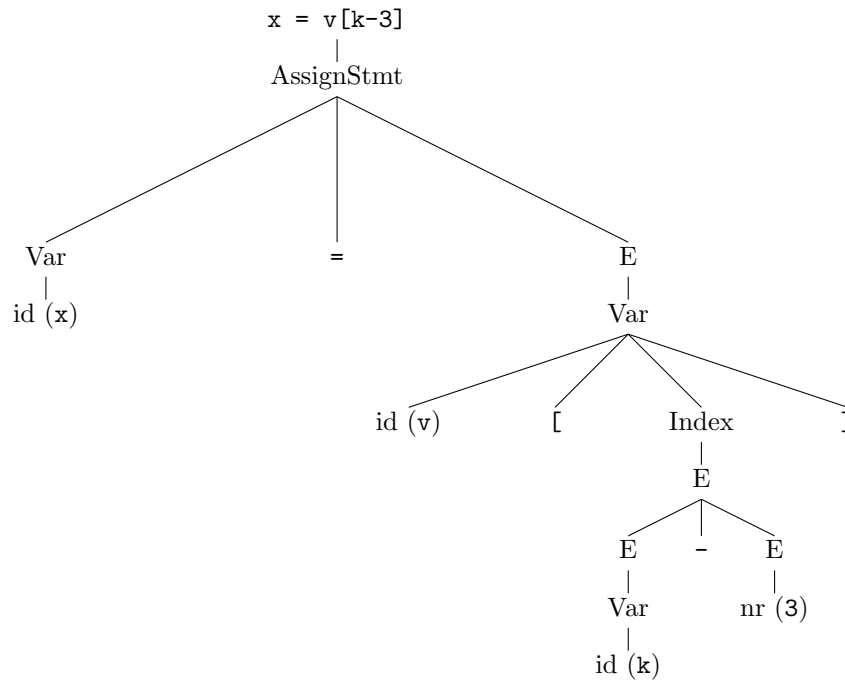 x = v[k-3]
AssignStmt
Var = E
id (x) Var
id (v) [ Index ]
E
E - E
Var nr (3)
id (k)